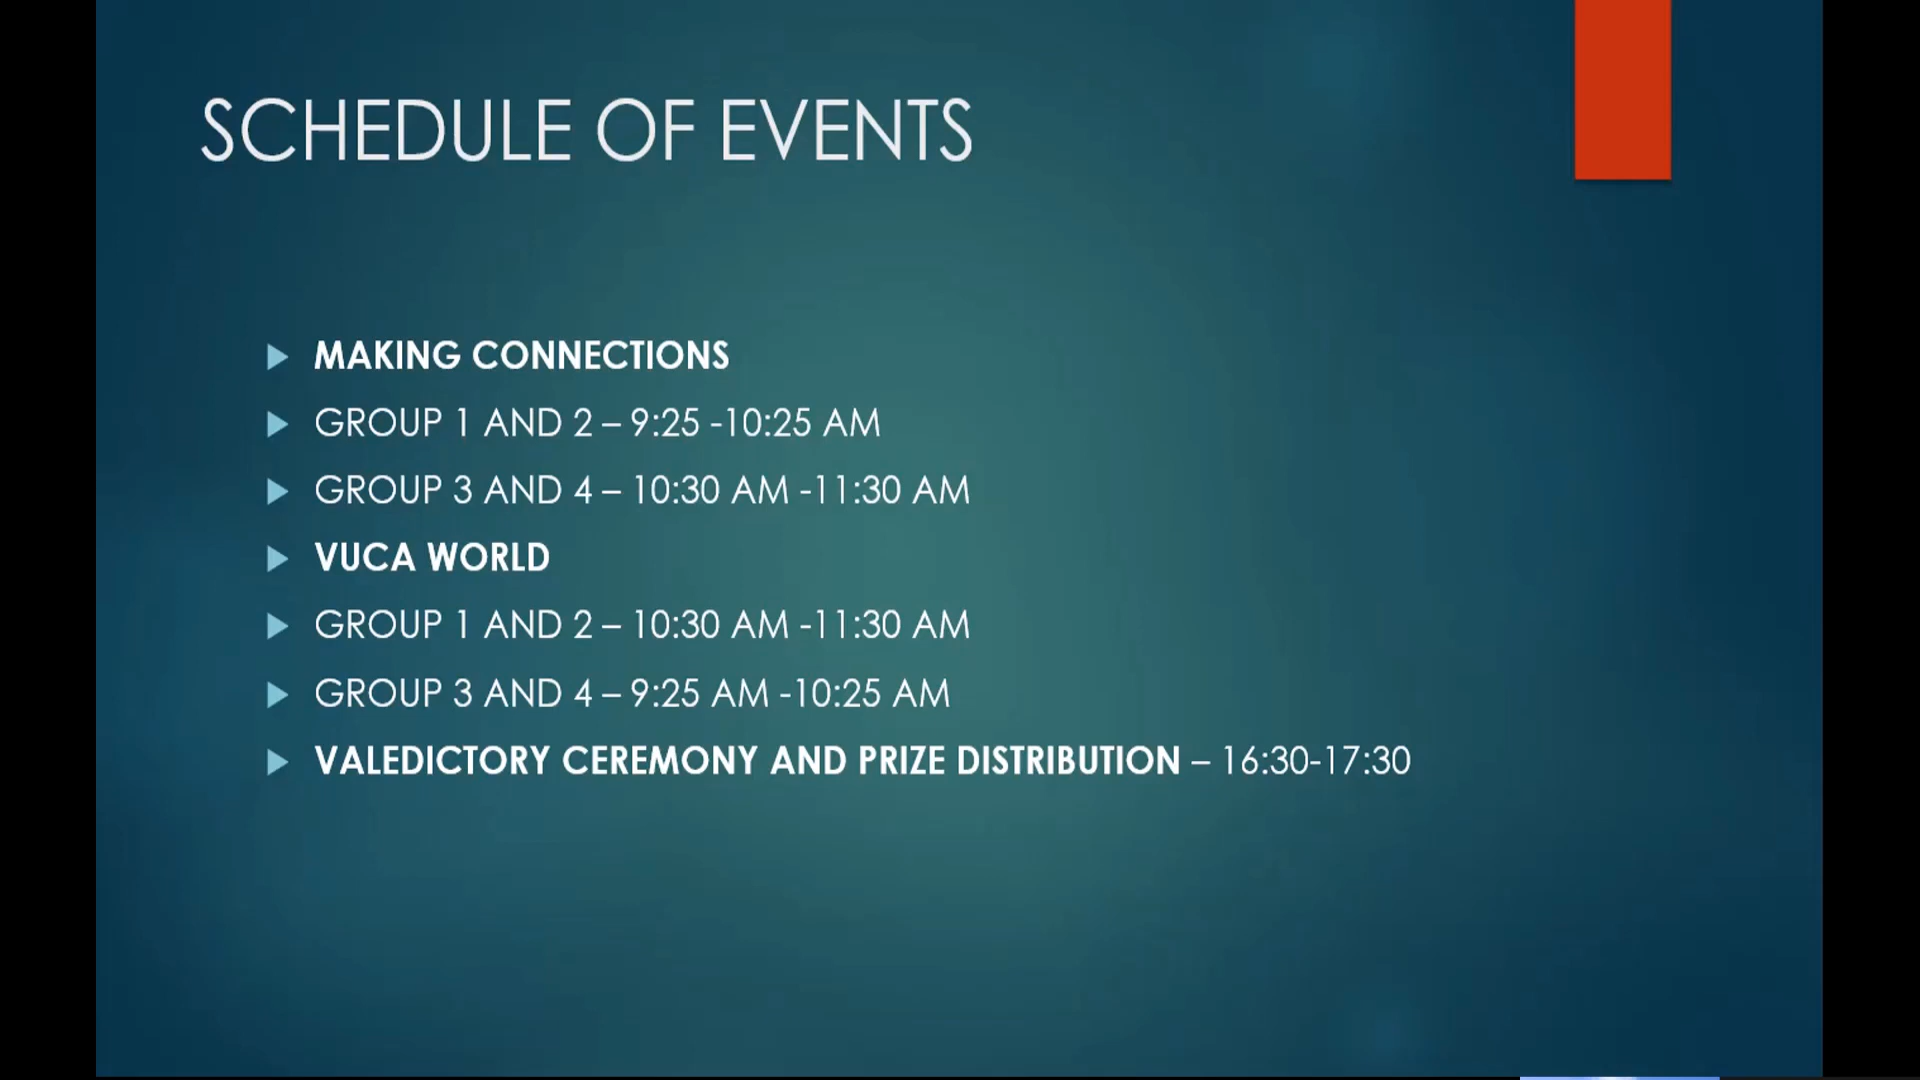 SCHEDULE OF EVENTS
MAKING CONNECTIONS
GROUP 1 AND 2 – 9:25 -10:25 AM
GROUP 3 AND 4 – 10:30 AM -11:30 AM
VUCA WORLD
GROUP 1 AND 2 – 10:30 AM -11:30 AM
GROUP 3 AND 4 – 9:25 AM -10:25 AM
VALEDICTORY CEREMONY AND PRIZE DISTRIBUTION – 16:30-17:30